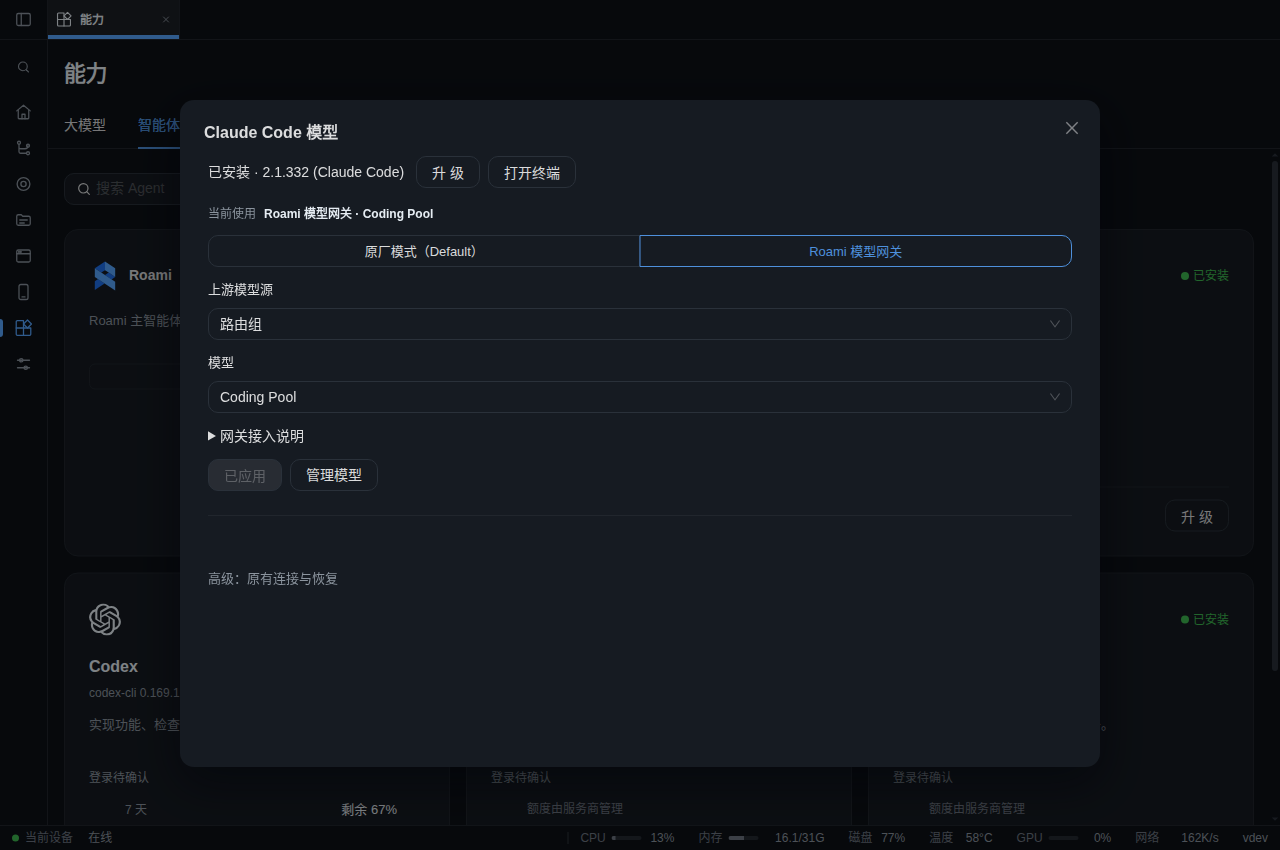 能力
能力
大模型
智能体
搜索 Agent
Claude Code 模型
已安装 · 2.1.332 (Claude Code)
升 级
打开终端
当前使用 Roami 模型网关 · Coding Pool
原厂模式（Default）
Roami 模型网关
上游模型源
路由组
模型
Coding Pool
网关接入说明
已应用
管理模型
高级：原有连接与恢复
Roami
Roami 主智能体
已安装
升 级
Codex
codex-cli 0.169.1
实现功能、检查
已安装
。
登录待确认
7 天
剩余 67%
登录待确认
额度由服务商管理
登录待确认
额度由服务商管理
当前设备 在线
CPU 13% 内存 16.1/31G 磁盘 77% 温度 58°C GPU 0% 网络 162K/s vdev